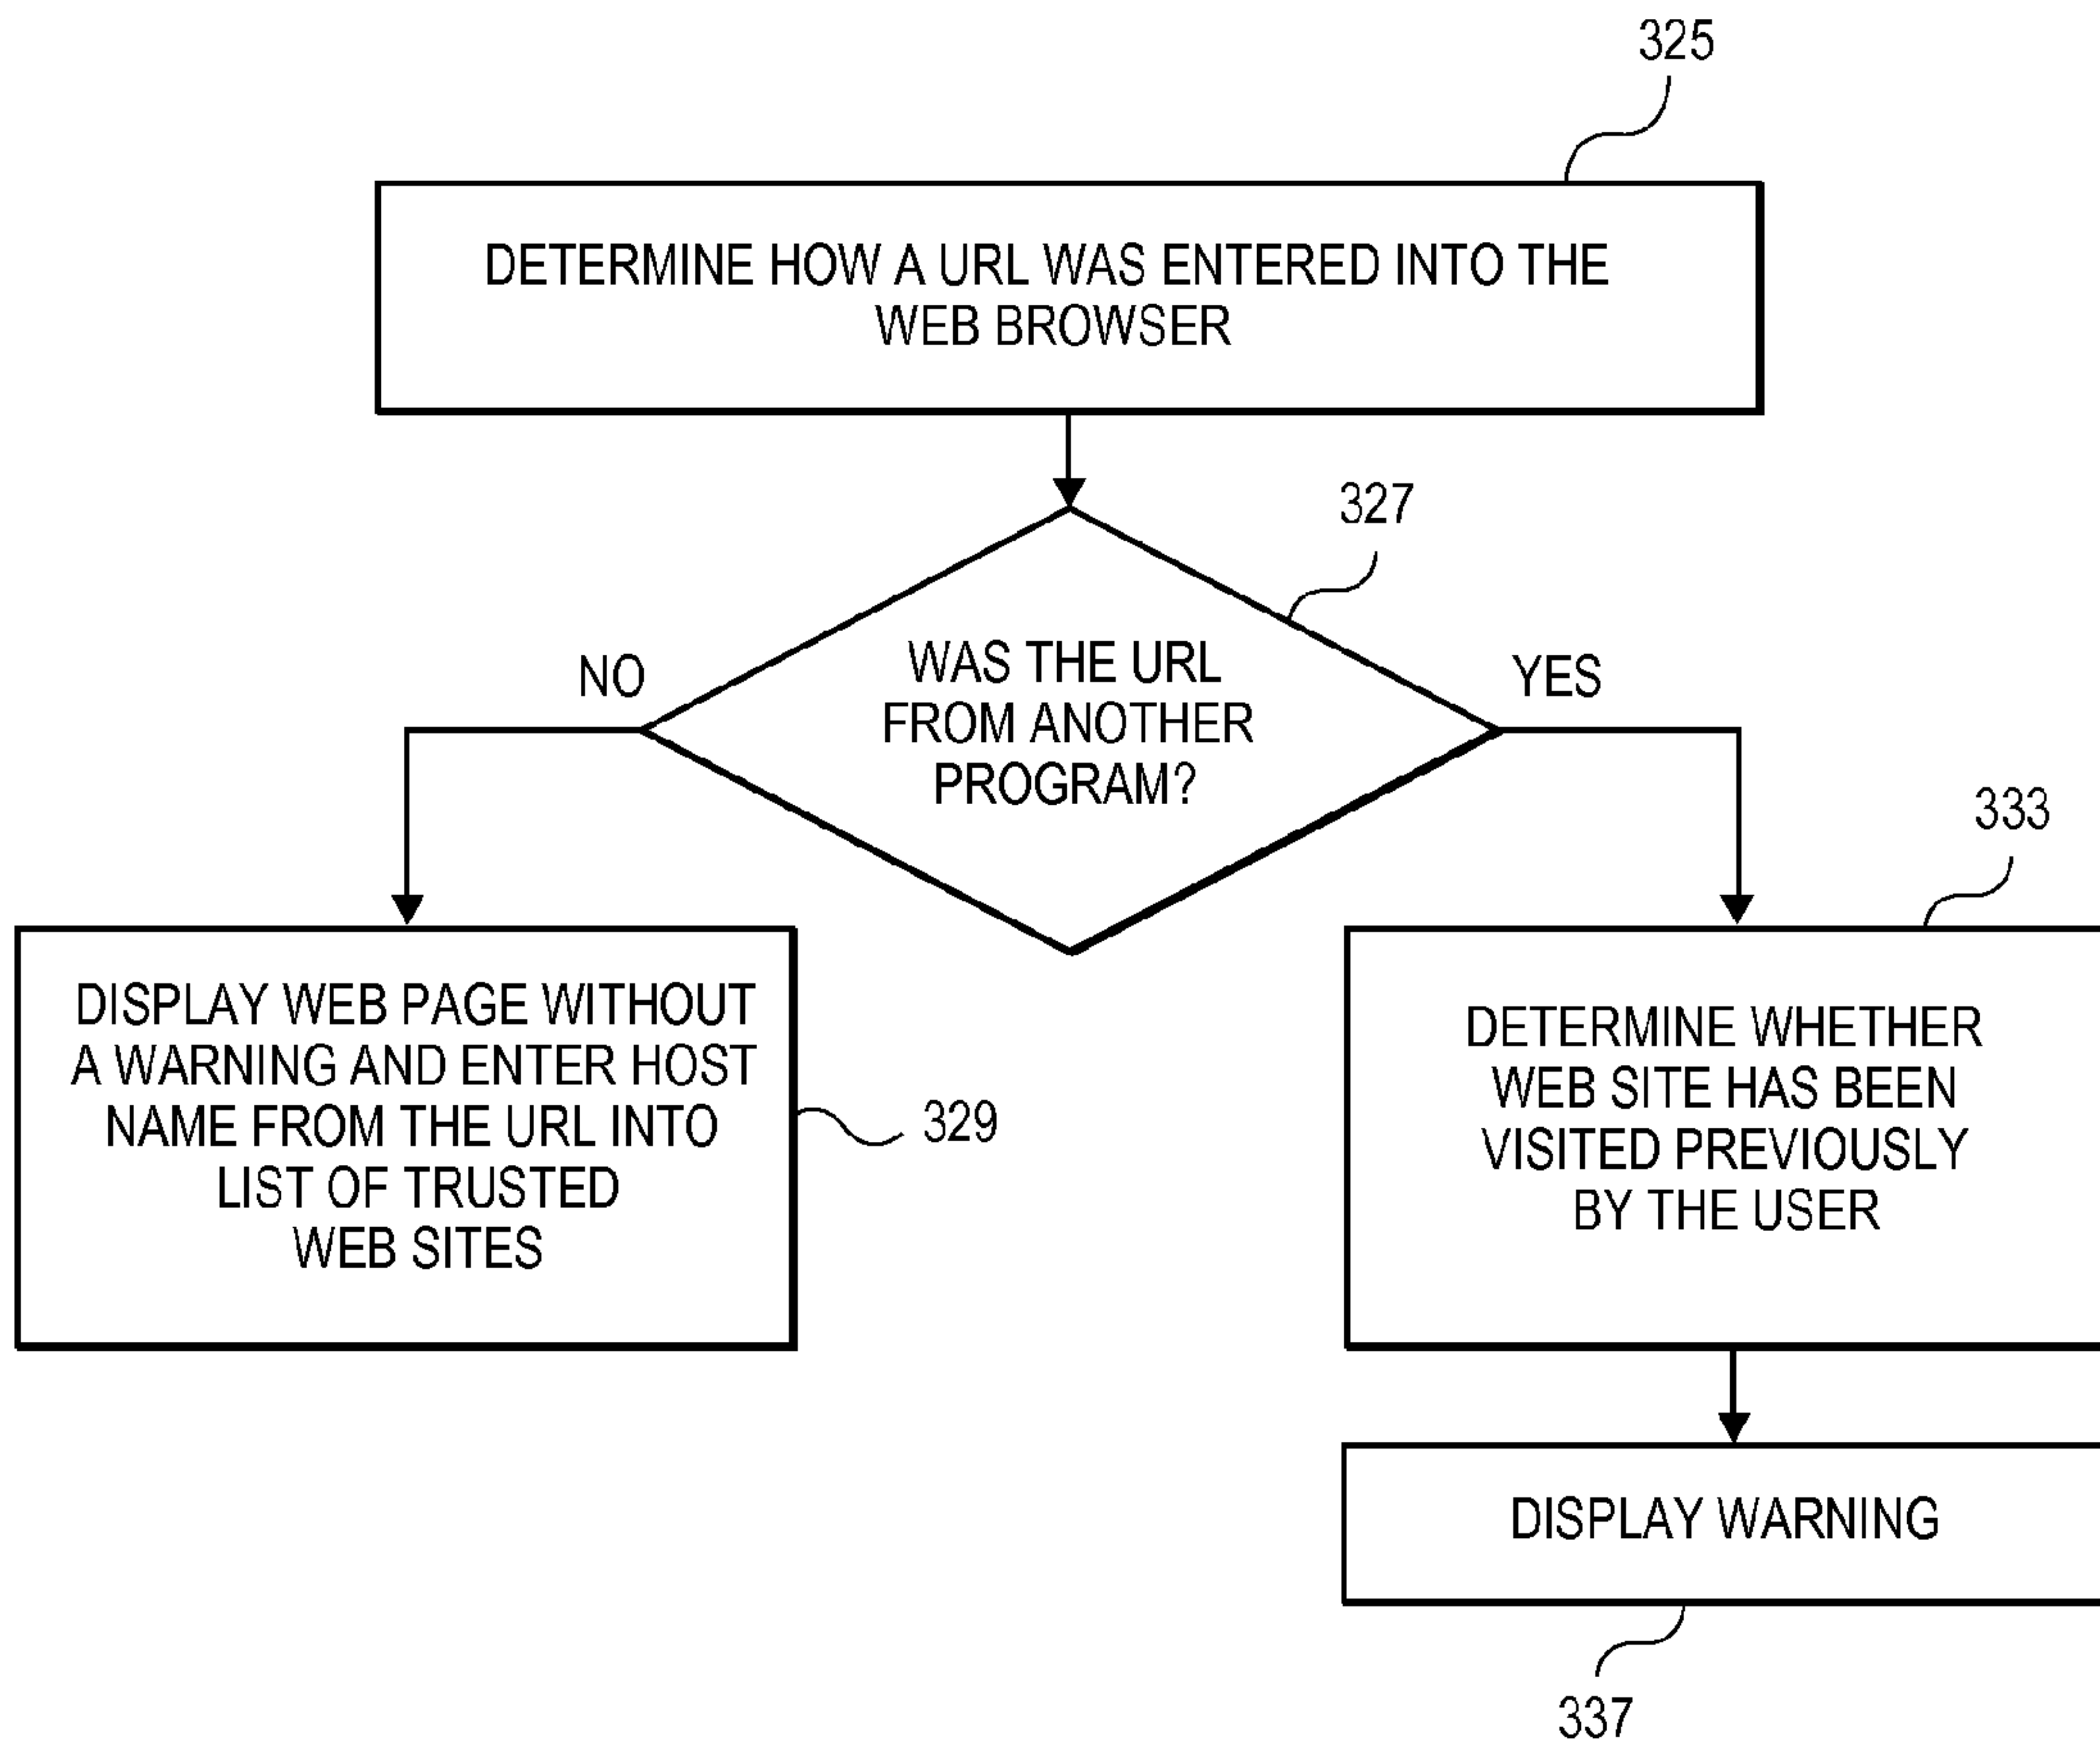 325
DETERMINE HOW A URL WAS ENTERED INTO THE
WEB BROWSER
327
WAS THE URL
FROM ANOTHER
PROGRAM?
NO
YES
333
DISPLAY WEB PAGE WITHOUT
A WARNING AND ENTER HOST
NAME FROM THE URL INTO
LIST OF TRUSTED
WEB SITES
329
DETERMINE WHETHER
WEB SITE HAS BEEN
VISITED PREVIOUSLY
BY THE USER
DISPLAY WARNING
337